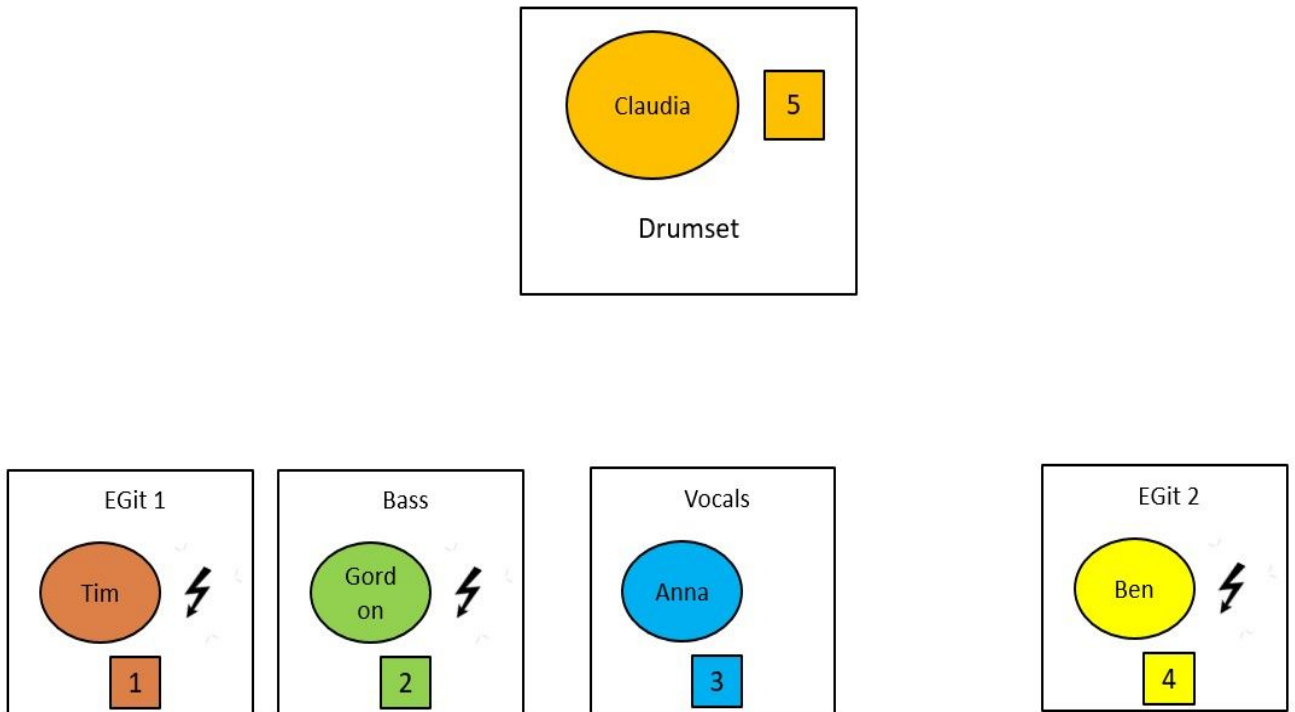 Claudia
5
Drumset
EGit 1
Tim
1
Bass
Gord
on
2
Vocals
Anna
3
EGit 2
Ben
4